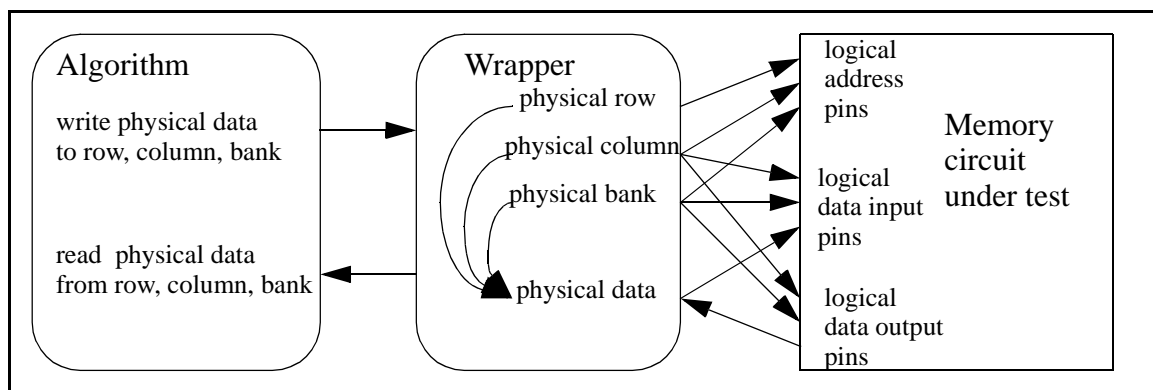 Algorithm
write physical data
to row, column, bank
read  physical data
from row, column, bank
Wrapper
physical row
physical column
physical bank
physical data
logical
address
pins
logical
data input
pins
logical
data output
pins
Memory
circuit
under test